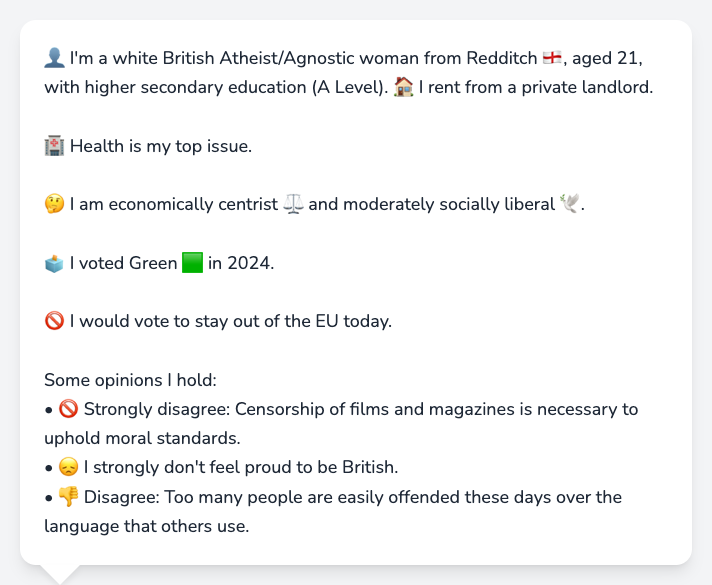 👤 I'm a white British Atheist/Agnostic woman from Redditch 🏴󠁧󠁢󠁥󠁮󠁧󠁿, aged 21,
with higher secondary education (A Level). 🏠 I rent from a private landlord.
🏥 Health is my top issue.
🤔 I am economically centrist ⚖️ and moderately socially liberal 🕊️.
🗳️ I voted Green 🟩 in 2024.
🚫 I would vote to stay out of the EU today.
Some opinions I hold:
• 🚫 Strongly disagree: Censorship of films and magazines is necessary to
uphold moral standards.
• 😞 I strongly don't feel proud to be British.
• 👎 Disagree: Too many people are easily offended these days over the
language that others use.